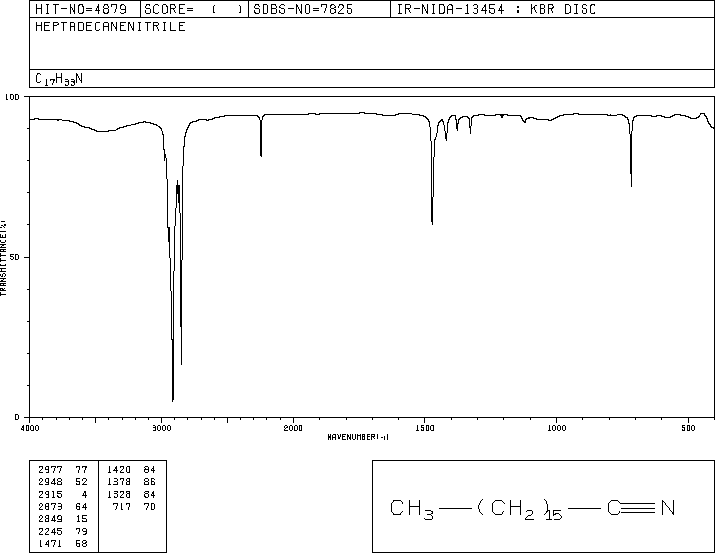 HIT-NO=4879 SCORE= ( ) SDBS-NO=7825 IR-NIDA-13454 : KBR DISC
HEPTADECANENITRILE
C17H33N
100
50
0
TRANSMITTANCE(%)
4000 3000 2000 1500 1000 500
WAVENUMBER(-1)
2977 77 1420 84
2948 52 1378 86
2915 4 1328 84
2873 64 717 70
2849 15
2245 79
1471 68
CH3—(CH2)15—C≡N